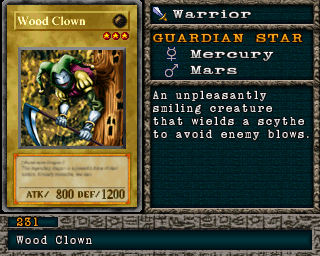 Wood Clown
ATK/ 800 DEF/1200
Warrior
GUARDIAN STAR
Mercury
Mars
An unpleasantly
smiling creature
that wields a scythe
to avoid enemy blows.
231
Wood Clown